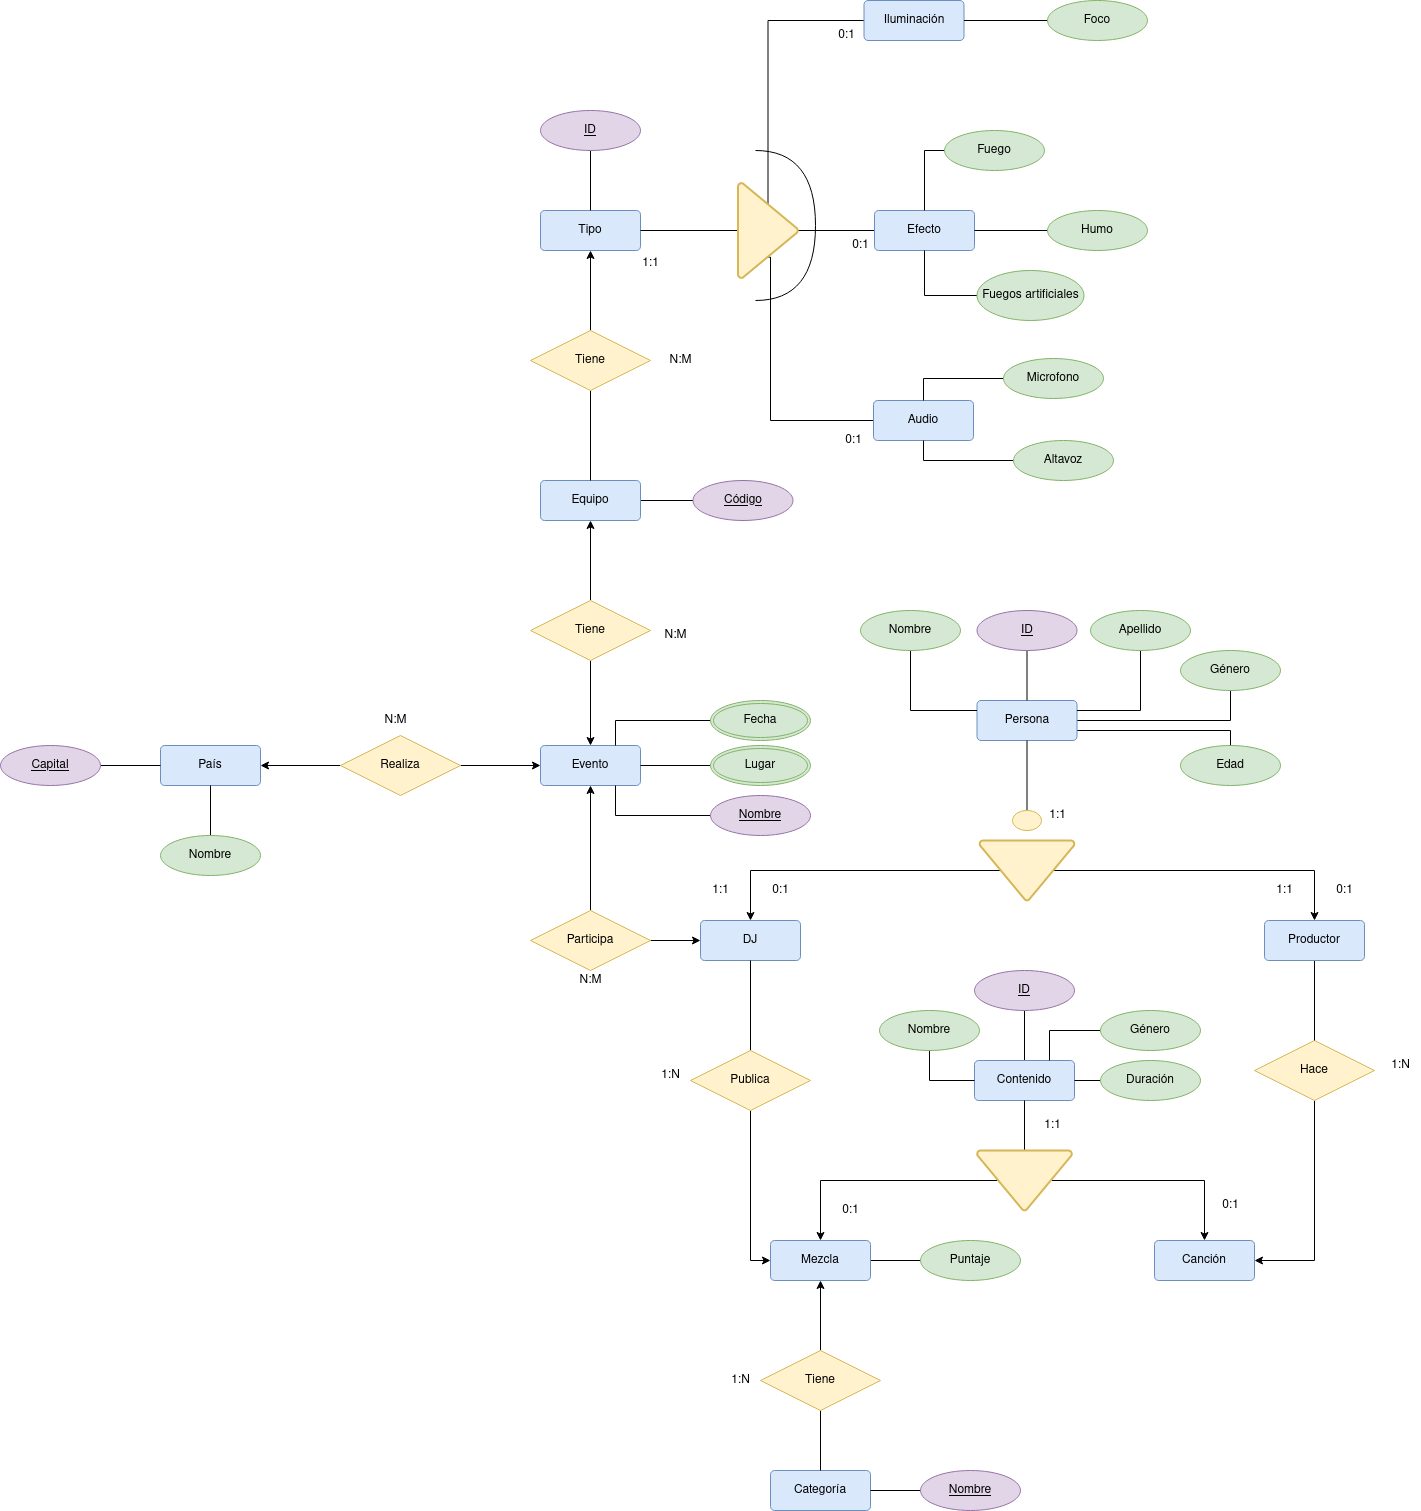 Iluminación
Foco
0:1
ID
Fuego
Tipo
Efecto
Humo
0:1
1:1
Fuegos artificiales
Tiene
N:M
Microfono
Audio
0:1
Altavoz
Equipo
Código
Tiene
N:M
Nombre
ID
Apellido
Género
Persona
Edad
N:M
Fecha
Capital
País
Realiza
Evento
Lugar
Nombre
Nombre
1:1
1:1
0:1
1:1
0:1
Participa
N:M
DJ
Productor
ID
Nombre
Género
1:N
Publica
Contenido
Duración
Hace
1:N
1:1
0:1
0:1
Mezcla
Puntaje
Canción
1:N
Tiene
Categoría
Nombre